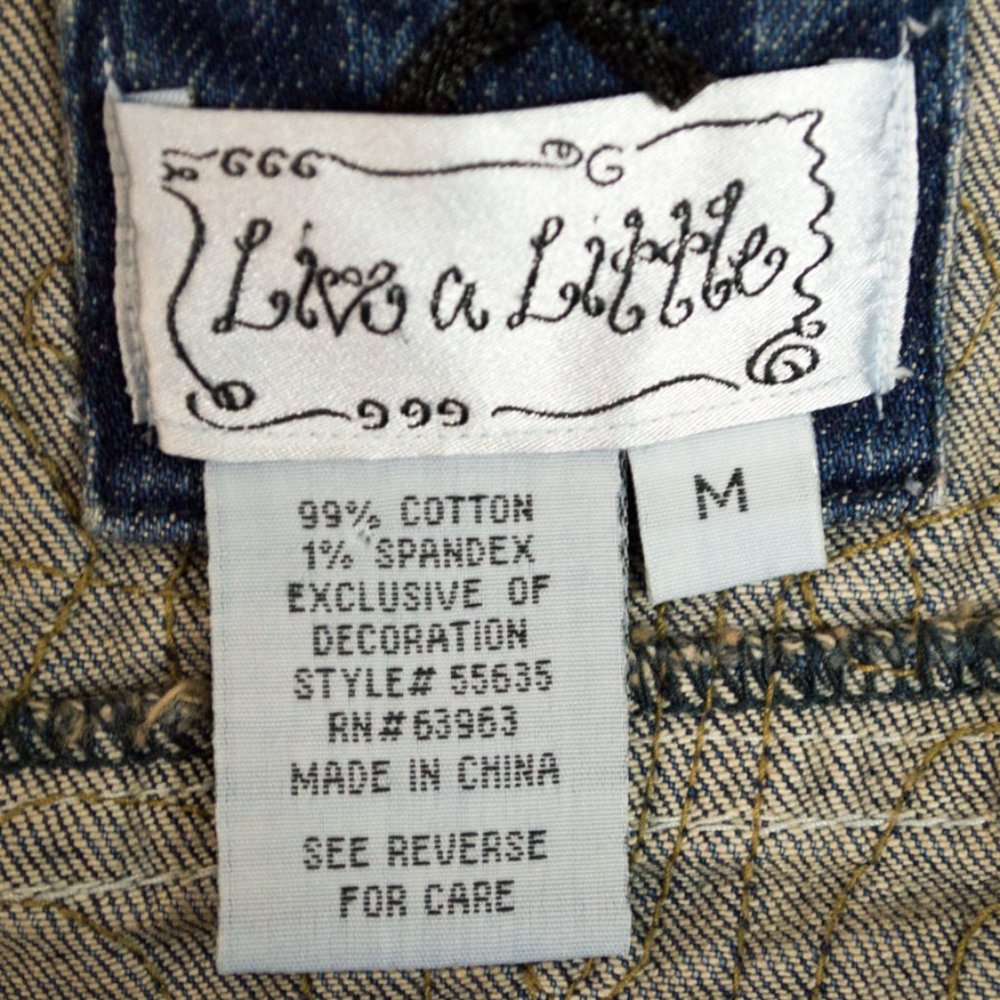 Live a Little
M
99% COTTON
1% SPANDEX
EXCLUSIVE OF
DECORATION
STYLE# 55635
RN# 63963
MADE IN CHINA
SEE REVERSE
FOR CARE